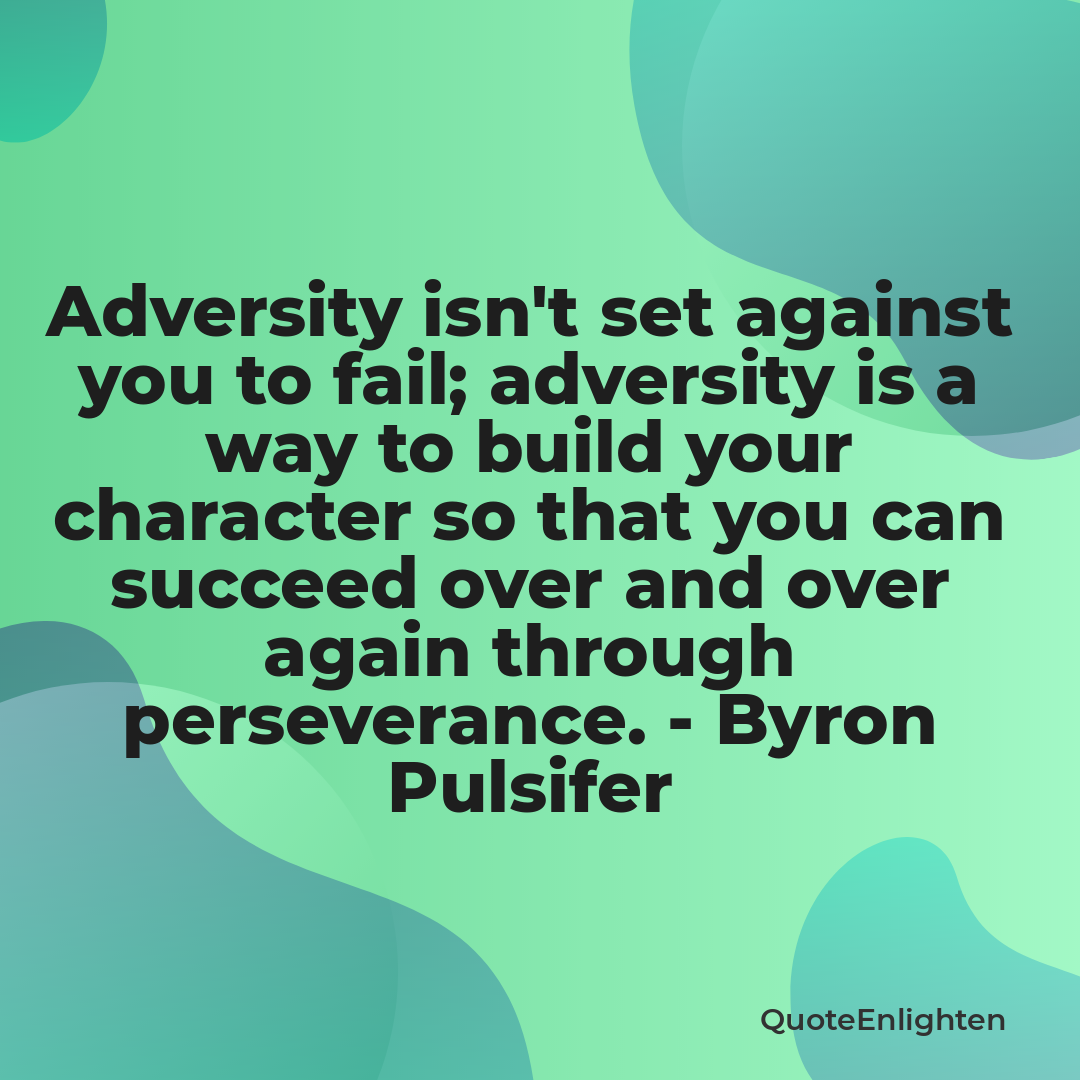 Adversity isn't set against
you to fail; adversity is a
way to build your
character so that you can
succeed over and over
again through
perseverance. - Byron
Pulsifer
QuoteEnlighten